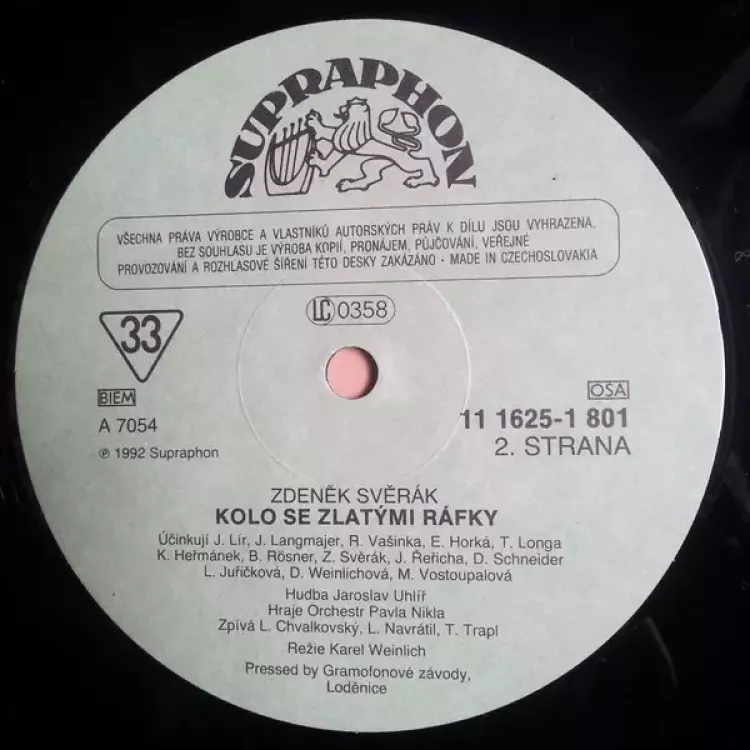 SUPRAPHON
VŠECHNA PRÁVA VÝROBCE A VLASTNÍKŮ AUTORSKÝCH PRÁV K DÍLU JSOU VYHRAZENA.
BEZ SOUHLASU JE VÝROBA KOPIÍ, PRONÁJEM, PŮJČOVÁNÍ, VEŘEJNÉ
PROVOZOVÁNÍ A ROZHLASOVÉ ŠÍŘENÍ TÉTO DESKY ZAKÁZÁNO - MADE IN CZECHOSLOVAKIA
LC 0358
33
BIEM
OSA
A 7054
11 1625-1 801
℗ 1992 Supraphon
2. STRANA
ZDENĚK SVĚRÁK
KOLO SE ZLATÝMI RÁFKY
Účinkují J. Lír, J. Langmajer, R. Vašinka, E. Horká, T. Longa
K. Heřmánek, B. Rösner, Z. Svěrák, J. Řeřicha, D. Schneider
L. Juřičková, D. Weinlichová, M. Vostoupalová
Hudba Jaroslav Uhlíř
Hraje Orchestr Pavla Nikla
Zpívá L. Chvalkovský, L. Navrátil, T. Trapl
Režie Karel Weinlich
Pressed by Gramofonové závody,
Loděnice